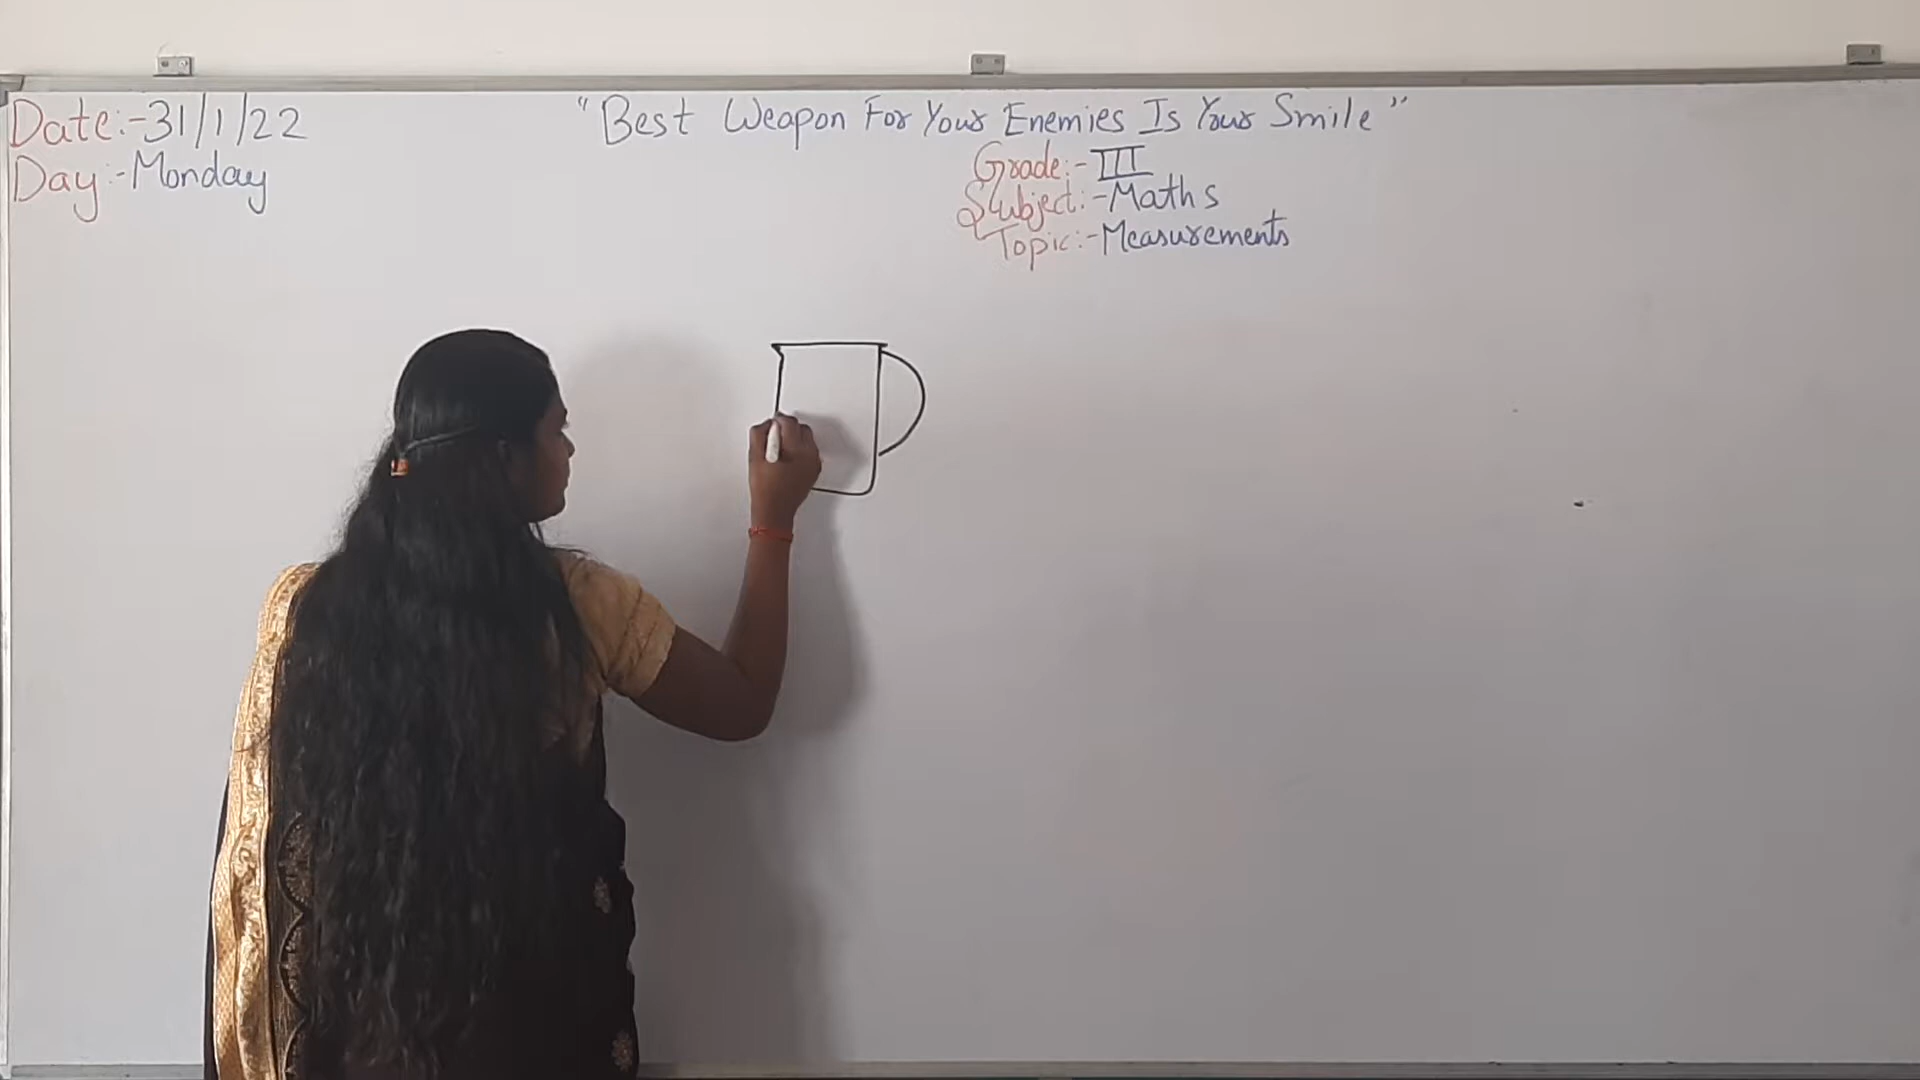 Date:-31/1/22
"Best Weapon For Your Enemies Is Your Smile"
Day:-Monday
Grade:-III
Subject:-Maths
Topic:-Measurements